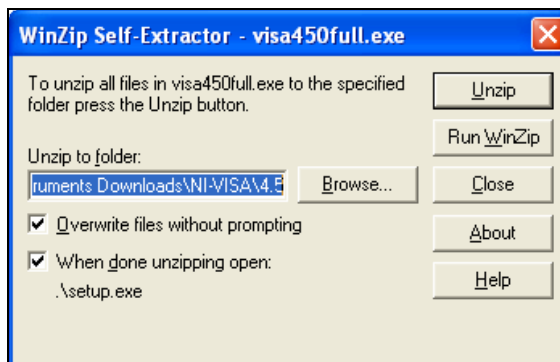 WinZip Self-Extractor - visa450full.exe
To unzip all files in visa450full.exe to the specified
folder press the Unzip button.
Unzip to folder:
ruments Downloads\NI-VISA\4.5
Browse...
Overwrite files without prompting
When done unzipping open:
.\setup.exe
Unzip
Run WinZip
Close
About
Help